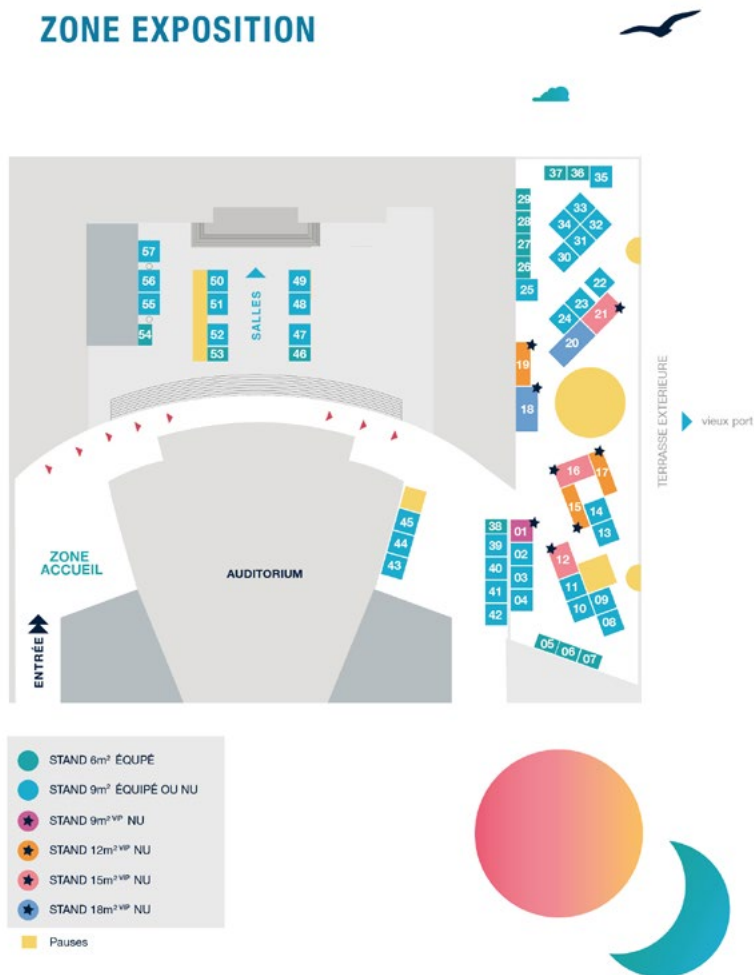 ZONE EXPOSITION
37 36 35
29
28
27
26
25
33
34 32
31
30
22
23
24 21
20
19
18
57
56
55
54
50
51
52
53
SALLES
49
48
47
46
TERRASSE EXTERIEURE
vieux port
16 17
15 14
13
12
11 09
10 08
05 06 07
38 01
39 02
40 03
41 04
42
45
44
43
ZONE
ACCUEIL
AUDITORIUM
ENTRÉE
STAND 6m² ÉQUPÉ
STAND 9m² ÉQUIPÉ OU NU
STAND 9m² VIP NU
STAND 12m² VIP NU
STAND 15m² VIP NU
STAND 18m² VIP NU
Pauses